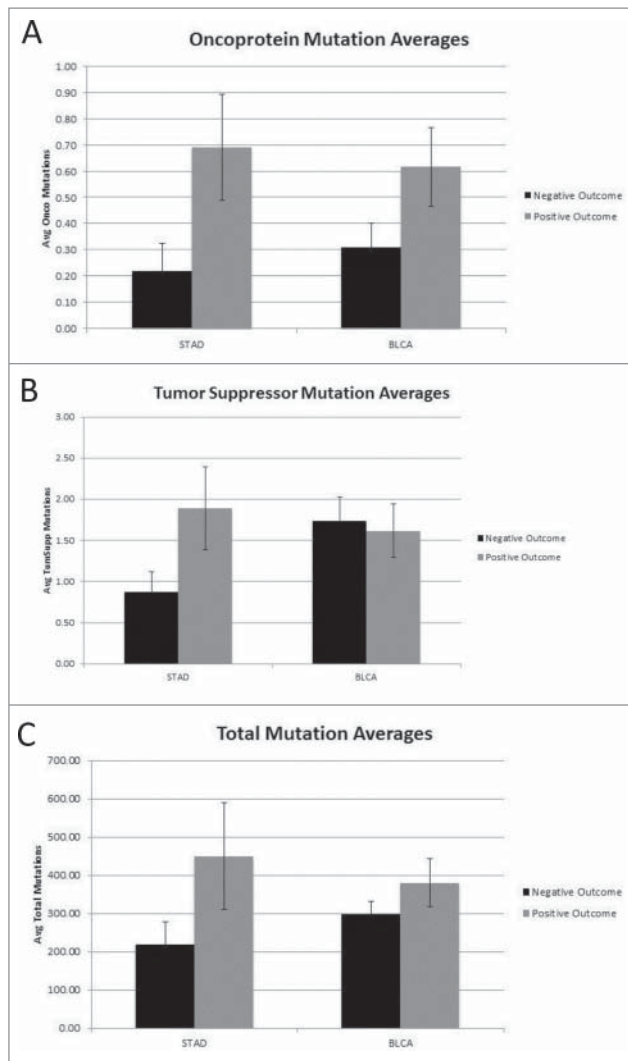 A
Oncoprotein Mutation Averages
1.00
0.90
0.80
0.70
0.60
0.50
0.40
0.30
0.20
0.10
0.00
Avg Onco Mutations
STAD
BLCA
Negative Outcome
Positive Outcome
B
Tumor Suppressor Mutation Averages
3.00
2.50
2.00
1.50
1.00
0.50
0.00
Avg TumSupp Mutations
STAD
BLCA
Negative Outcome
Positive Outcome
C
Total Mutation Averages
700.00
600.00
500.00
400.00
300.00
200.00
100.00
0.00
Avg Total Mutations
STAD
BLCA
Negative Outcome
Positive Outcome